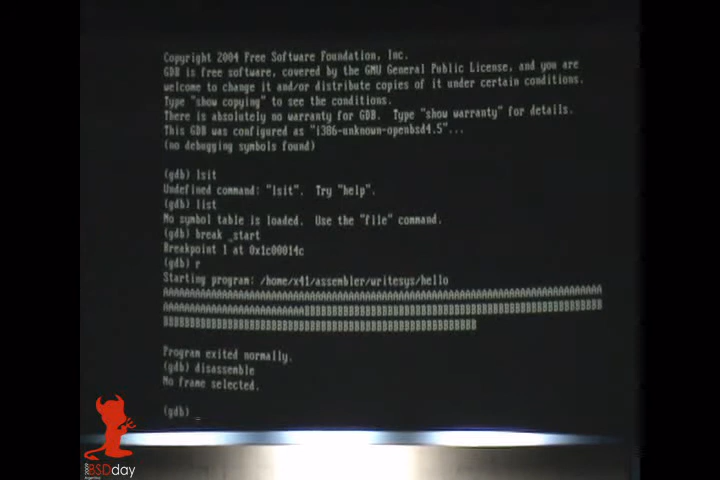 Copyright 2004 Free Software Foundation, Inc.
GDB is free software, covered by the GNU General Public License, and you are
welcome to change it and/or distribute copies of it under certain conditions.
Type "show copying" to see the conditions.
There is absolutely no warranty for GDB.  Type "show warranty" for details.
This GDB was configured as "i386-unknown-openbsd4.5"...
(no debugging symbols found)
(gdb) lsit
Undefined command: "lsit".  Try "help".
(gdb) list
No symbol table is loaded.  Use the "file" command.
(gdb) break _start
Breakpoint 1 at 0x1c00014c
(gdb) r
Starting program: /home/x41/assembler/writesys/hello
Program exited normally.
(gdb) disassemble
No frame selected.
(gdb)
BSDday